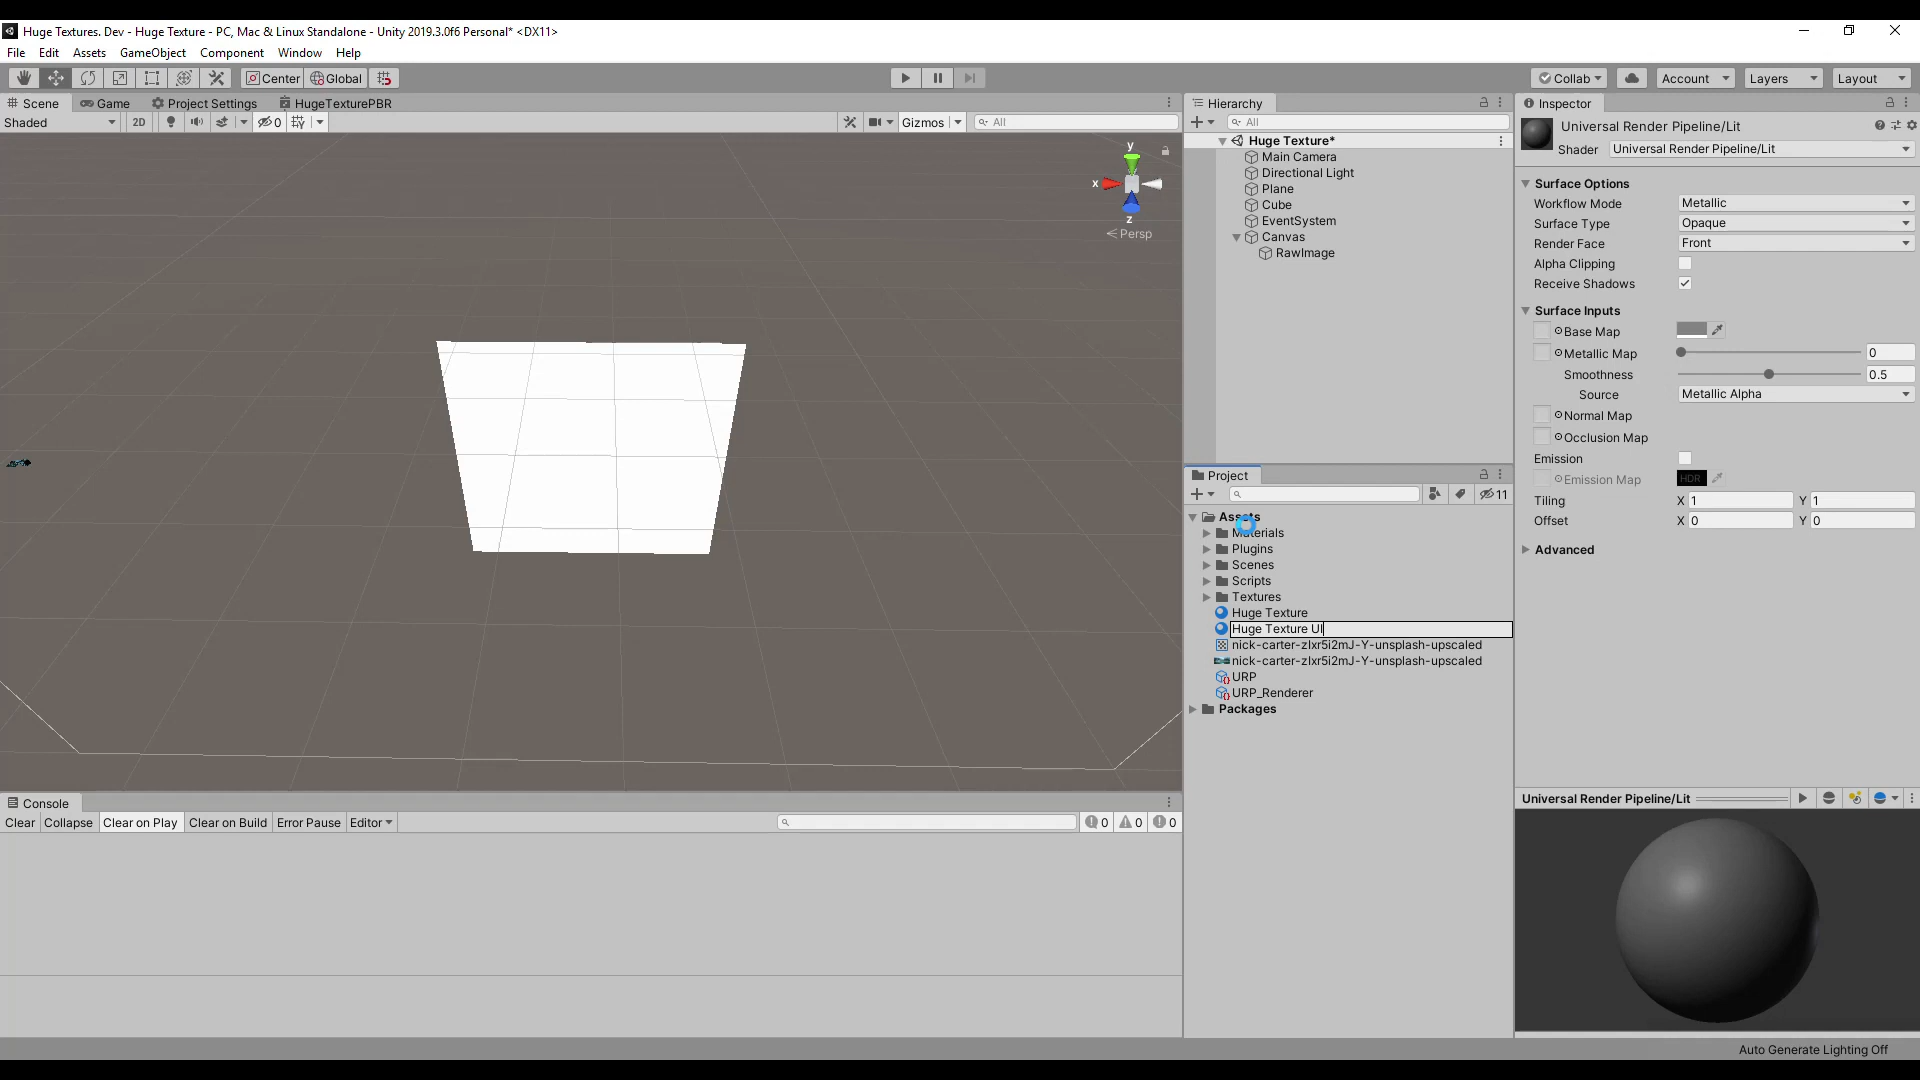 Huge Textures. Dev - Huge Texture - PC, Mac & Linux Standalone - Unity 2019.3.0f6 Personal* <DX11>
File Edit Assets GameObject Component Window Help
Center Global Collab Account Layers Layout
Scene Game Project Settings HugeTexturePBR
Shaded 2D 0 Gizmos All
y
x
z
Persp
Hierarchy
All
Huge Texture*
Main Camera
Directional Light
Plane
Cube
EventSystem
Canvas
RawImage
Project
11
Assets
Materials
Plugins
Scenes
Scripts
Textures
Huge Texture
Huge Texture UI
nick-carter-zIxr5i2mJ-Y-unsplash-upscaled
nick-carter-zIxr5i2mJ-Y-unsplash-upscaled
URP
URP_Renderer
Packages
Inspector
Universal Render Pipeline/Lit
Shader Universal Render Pipeline/Lit
Surface Options
Workflow Mode Metallic
Surface Type Opaque
Render Face Front
Alpha Clipping
Receive Shadows
Surface Inputs
Base Map
Metallic Map 0
Smoothness 0.5
Source Metallic Alpha
Normal Map
Occlusion Map
Emission
Emission Map HDR
Tiling X 1 Y 1
Offset X 0 Y 0
Advanced
Universal Render Pipeline/Lit
Console
Clear Collapse Clear on Play Clear on Build Error Pause Editor 0 0 0
Auto Generate Lighting Off